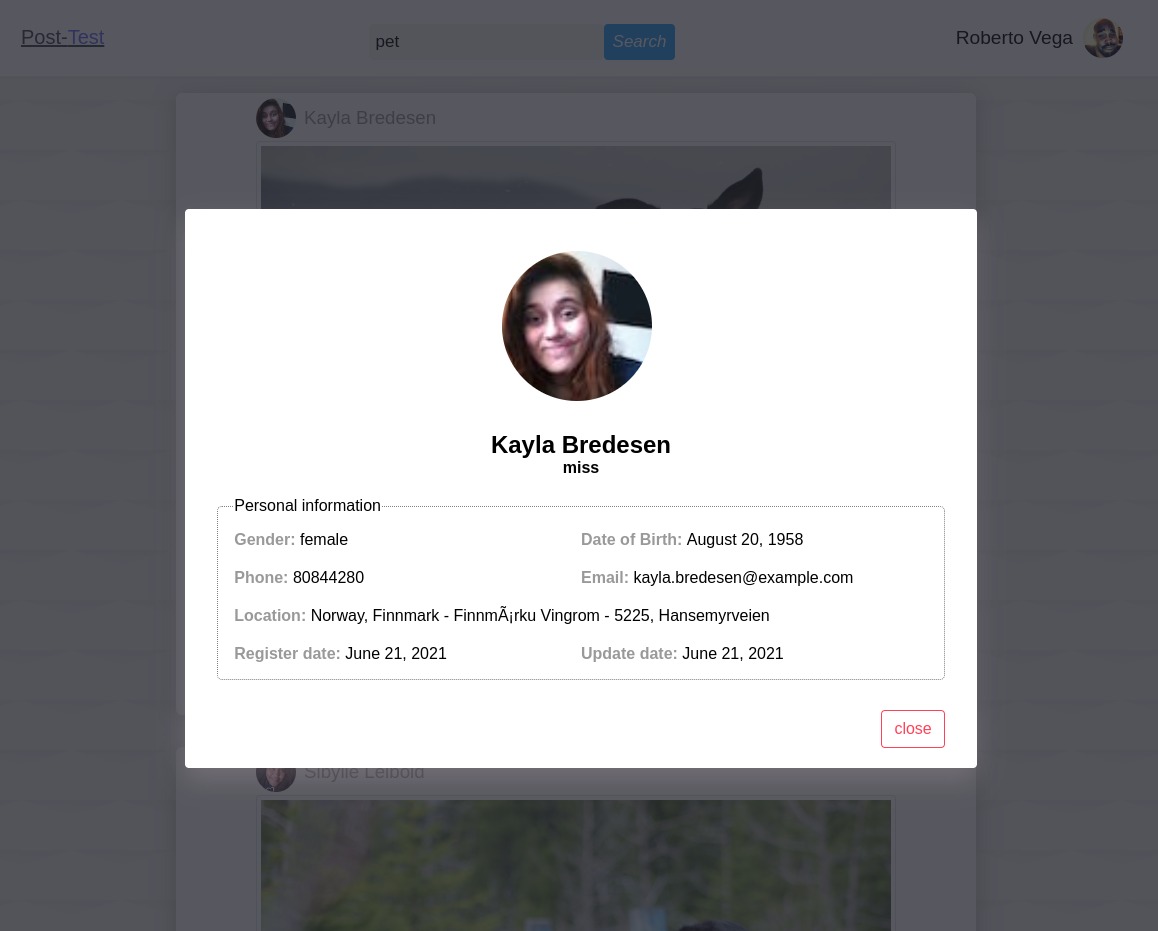 Post-Test
pet
Search
Roberto Vega
Kayla Bredesen
Kayla Bredesen
miss
Personal information
Gender: female
Date of Birth: August 20, 1958
Phone: 80844280
Email: kayla.bredesen@example.com
Location: Norway, Finnmark - FinnmÃ¡rku Vingrom - 5225, Hansemyrveien
Register date: June 21, 2021
Update date: June 21, 2021
close
Sibylle Leibold